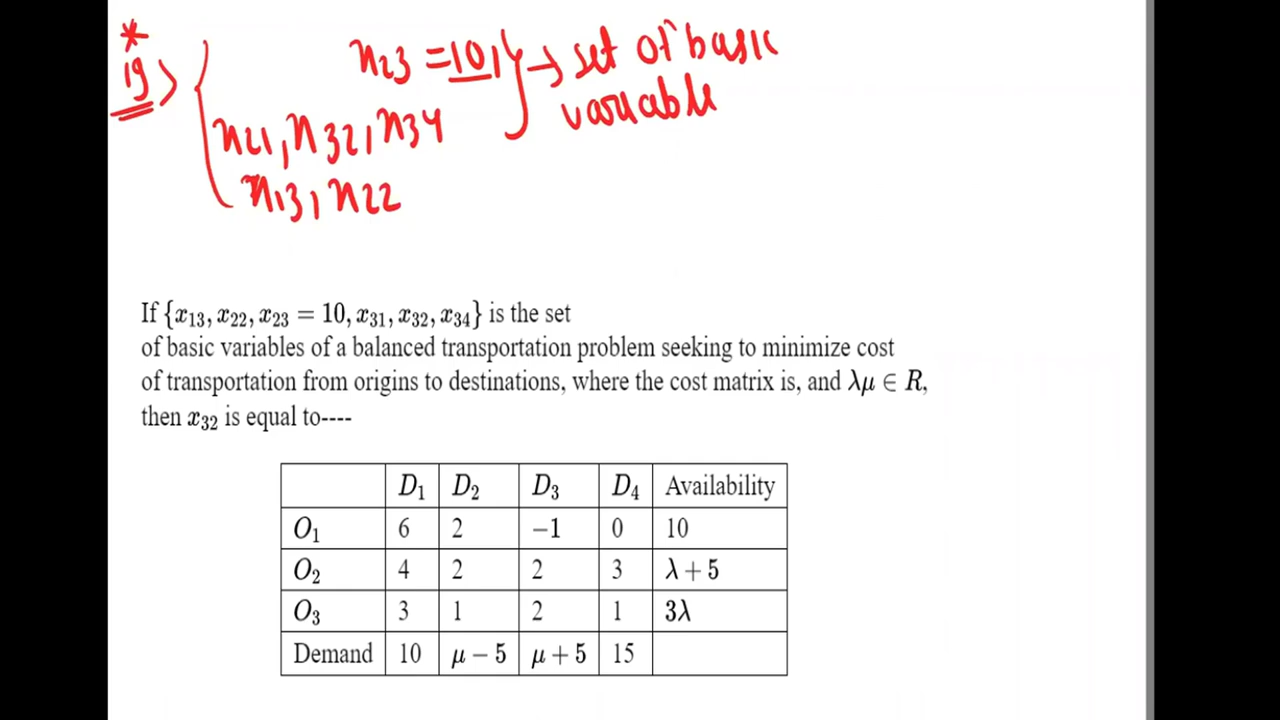 *
19> { x23 = 10, } → set of basic
variable
x21, x32, x34
x13, x22
If {x13, x22, x23 = 10, x31, x32, x34} is the set
of basic variables of a balanced transportation problem seeking to minimize cost
of transportation from origins to destinations, where the cost matrix is, and λμ ∈ R,
then x32 is equal to----
D1 D2 D3 D4 Availability
O1 6 2 −1 0 10
O2 4 2 2 3 λ + 5
O3 3 1 2 1 3λ
Demand 10 μ − 5 μ + 5 15